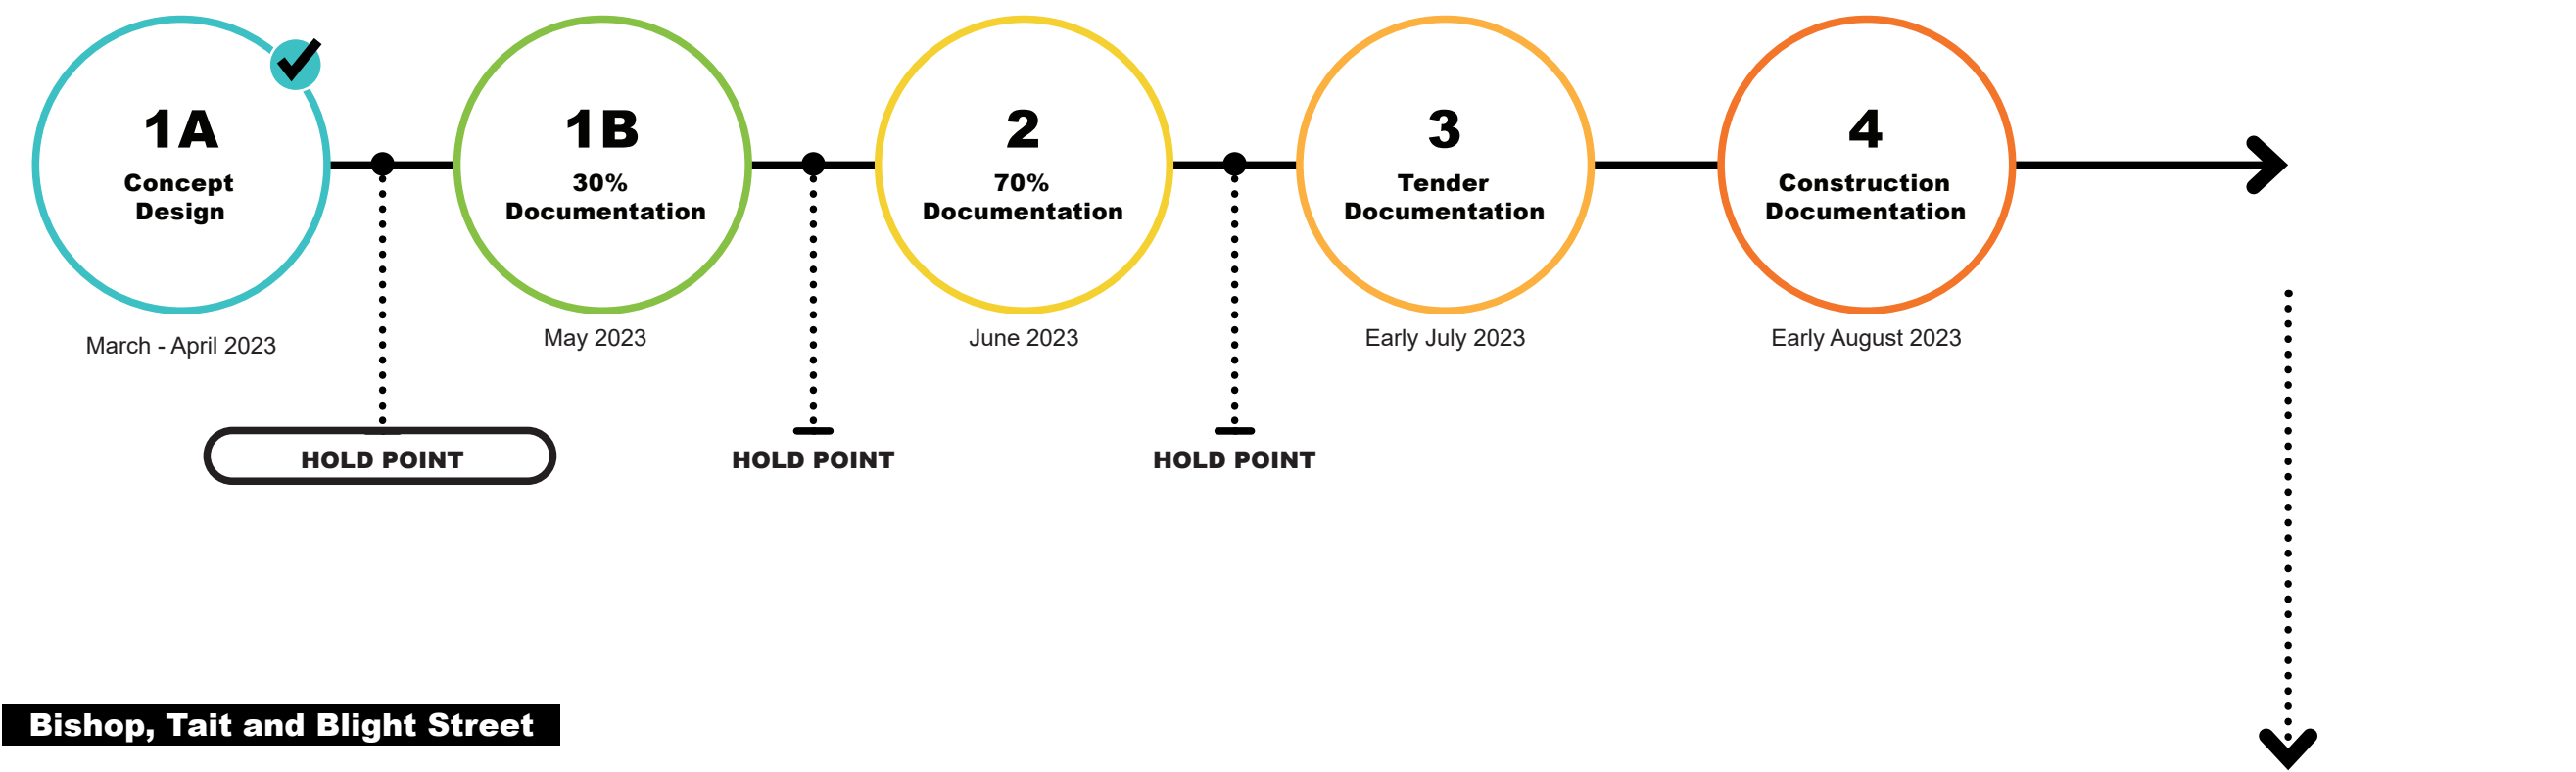 1A
Concept
Design
March - April 2023
1B
30%
Documentation
May 2023
2
70%
Documentation
June 2023
3
Tender
Documentation
Early July 2023
4
Construction
Documentation
Early August 2023
HOLD POINT
HOLD POINT
HOLD POINT
Bishop, Tait and Blight Street